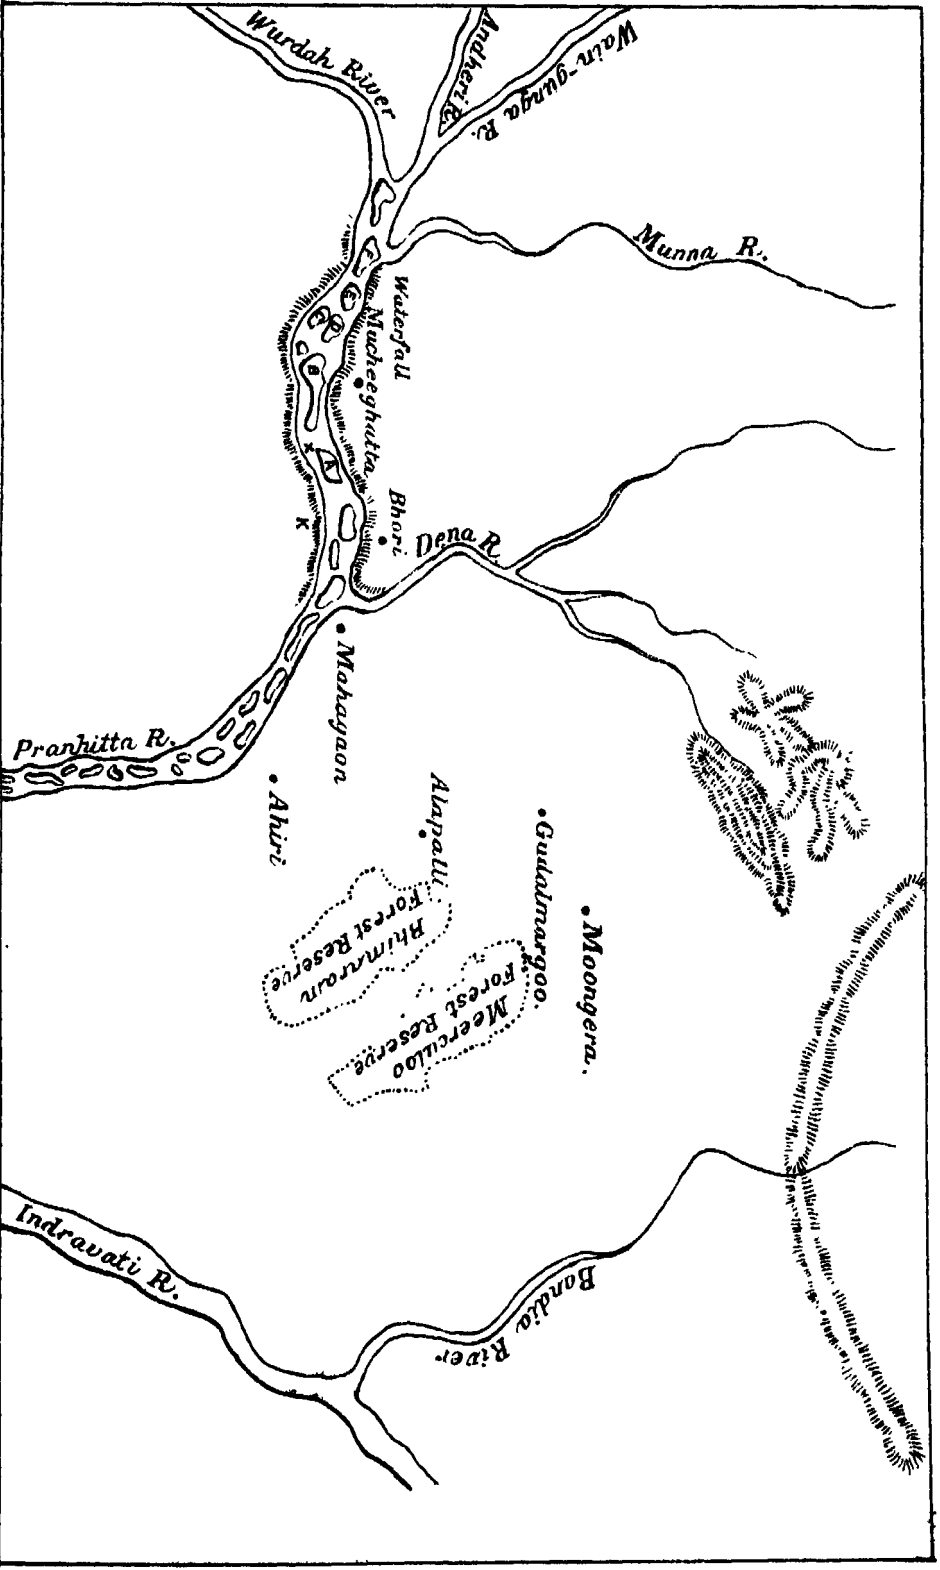 Wurdah River
Andheri R.
Wain-gunga R.
Munna R.
Waterfall
Mucheeghatta
E
D
B
x
A
K
Bhori
Dena R.
Mahagaon
Pranhitta R.
Ahiri
Alapalli
Gudalmargoo.
Moongera.
Bhimaram
Forest Reserve
Meerculoo
Forest Reserve
Indravati R.
Bandia River